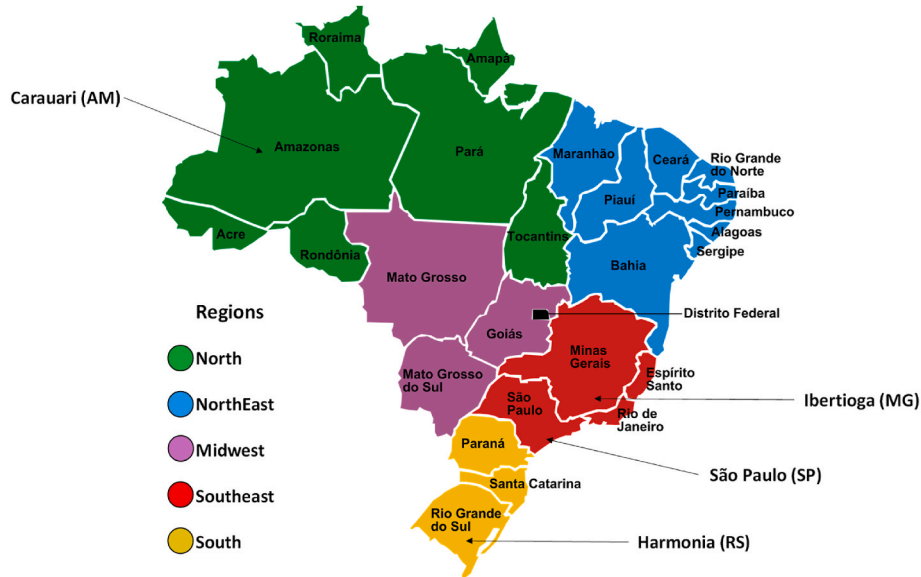 Roraima
Amapá
Carauari (AM)
Amazonas
Pará
Maranhão
Ceará
Rio Grande
do Norte
Paraíba
Piauí
Pernambuco
Acre
Tocantins
Alagoas
Rondônia
Sergipe
Bahia
Mato Grosso
Regions
Distrito Federal
Goiás
North
Minas
Gerais
Mato Grosso
do Sul
Espírito
Santo
NorthEast
São
Paulo
Ibertioga (MG)
Rio de
Janeiro
Midwest
Paraná
São Paulo (SP)
Santa Catarina
Southeast
Rio Grande
do Sul
South
Harmonia (RS)